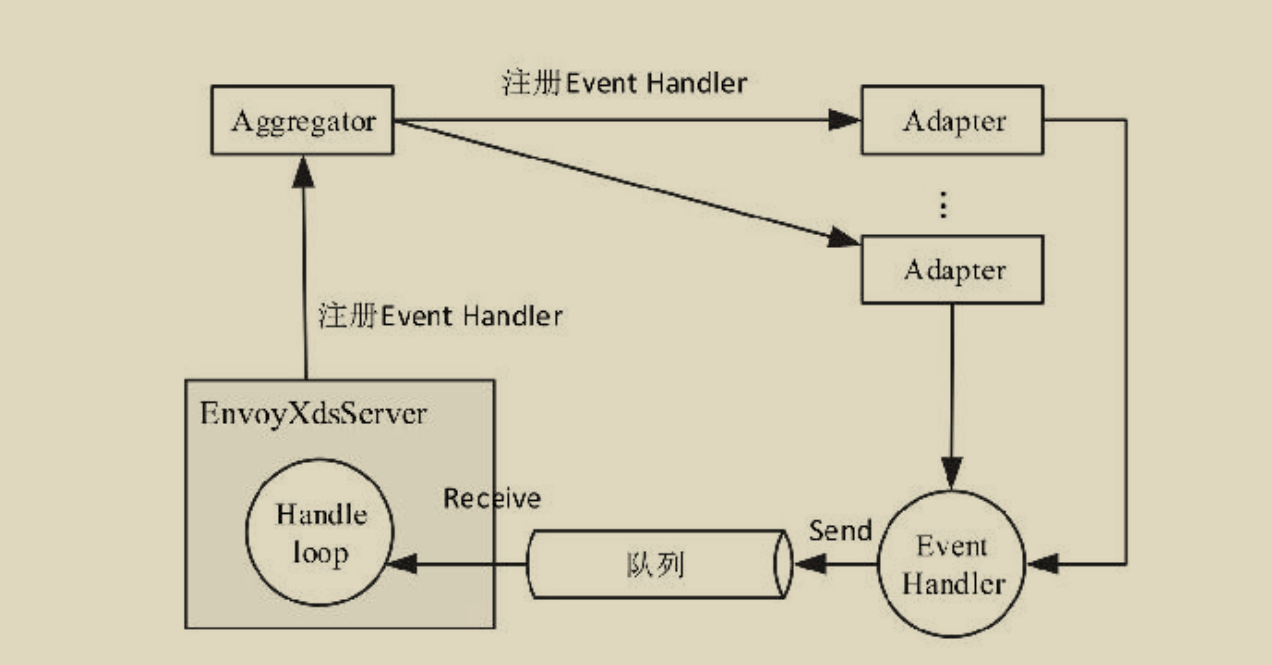 注册Event Handler
Aggregator
Adapter
⋮
Adapter
注册Event Handler
EnvoyXdsServer
Handle
loop
Receive
队列
Send
Event
Handler